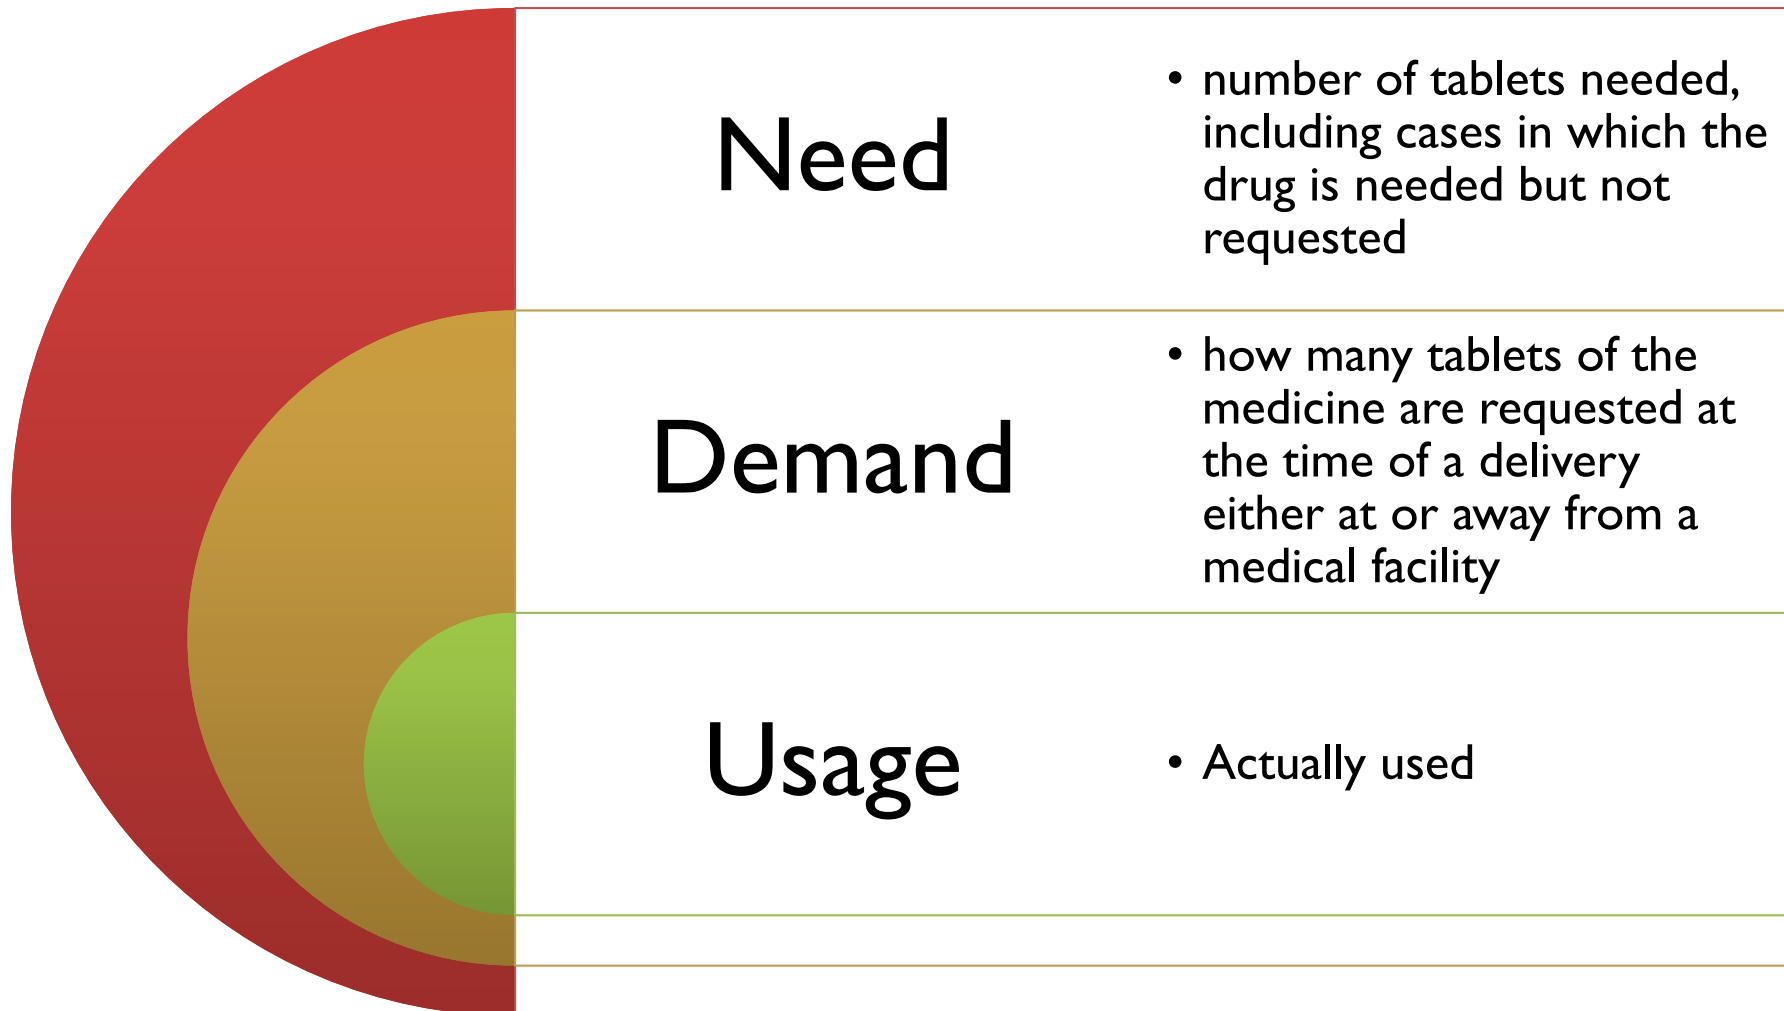 Need
• number of tablets needed,
including cases in which the
drug is needed but not
requested
Demand
• how many tablets of the
medicine are requested at
the time of a delivery
either at or away from a
medical facility
Usage
• Actually used